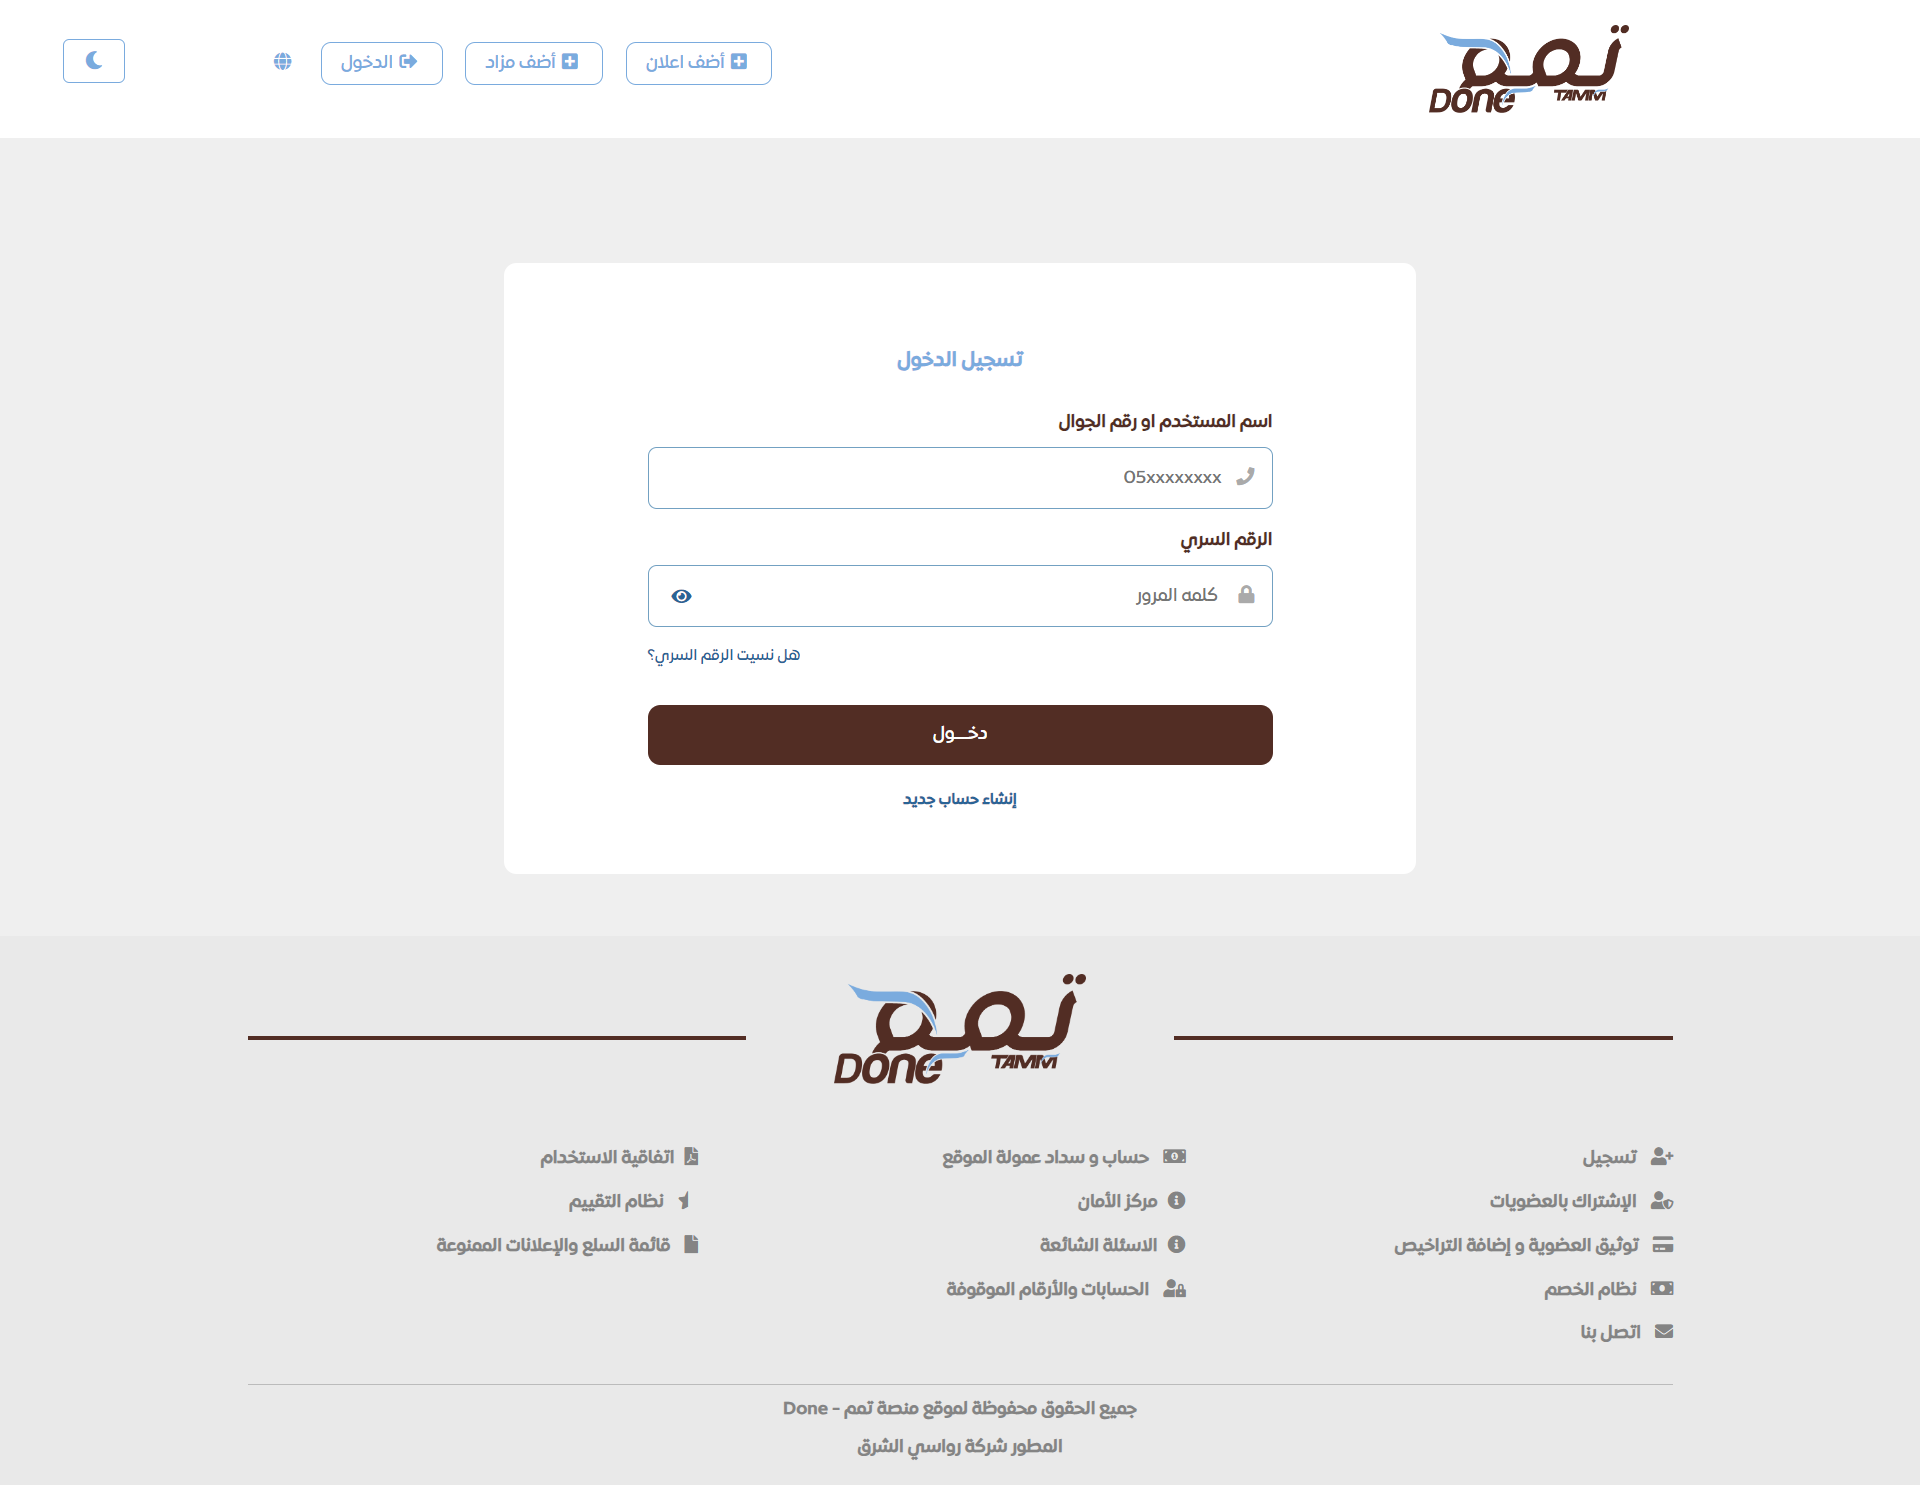 تمم
Done TAMM
أضف اعلان
أضف مزاد
الدخول
تسجيل الدخول
اسم المستخدم او رقم الجوال
05xxxxxxxx
الرقم السري
كلمه المرور
هل نسيت الرقم السري؟
دخـــول
إنشاء حساب جديد
تمم
Done TAMM
تسجيل
الإشتراك بالعضويات
توثيق العضوية و إضافة التراخيص
نظام الخصم
اتصل بنا
حساب و سداد عمولة الموقع
مركز الأمان
الاسئلة الشائعة
الحسابات والأرقام الموقوفة
اتفاقية الاستخدام
نظام التقييم
قائمة السلع والإعلانات الممنوعة
جميع الحقوق محفوظة لموقع منصة تمم - Done
المطور شركة رواسي الشرق